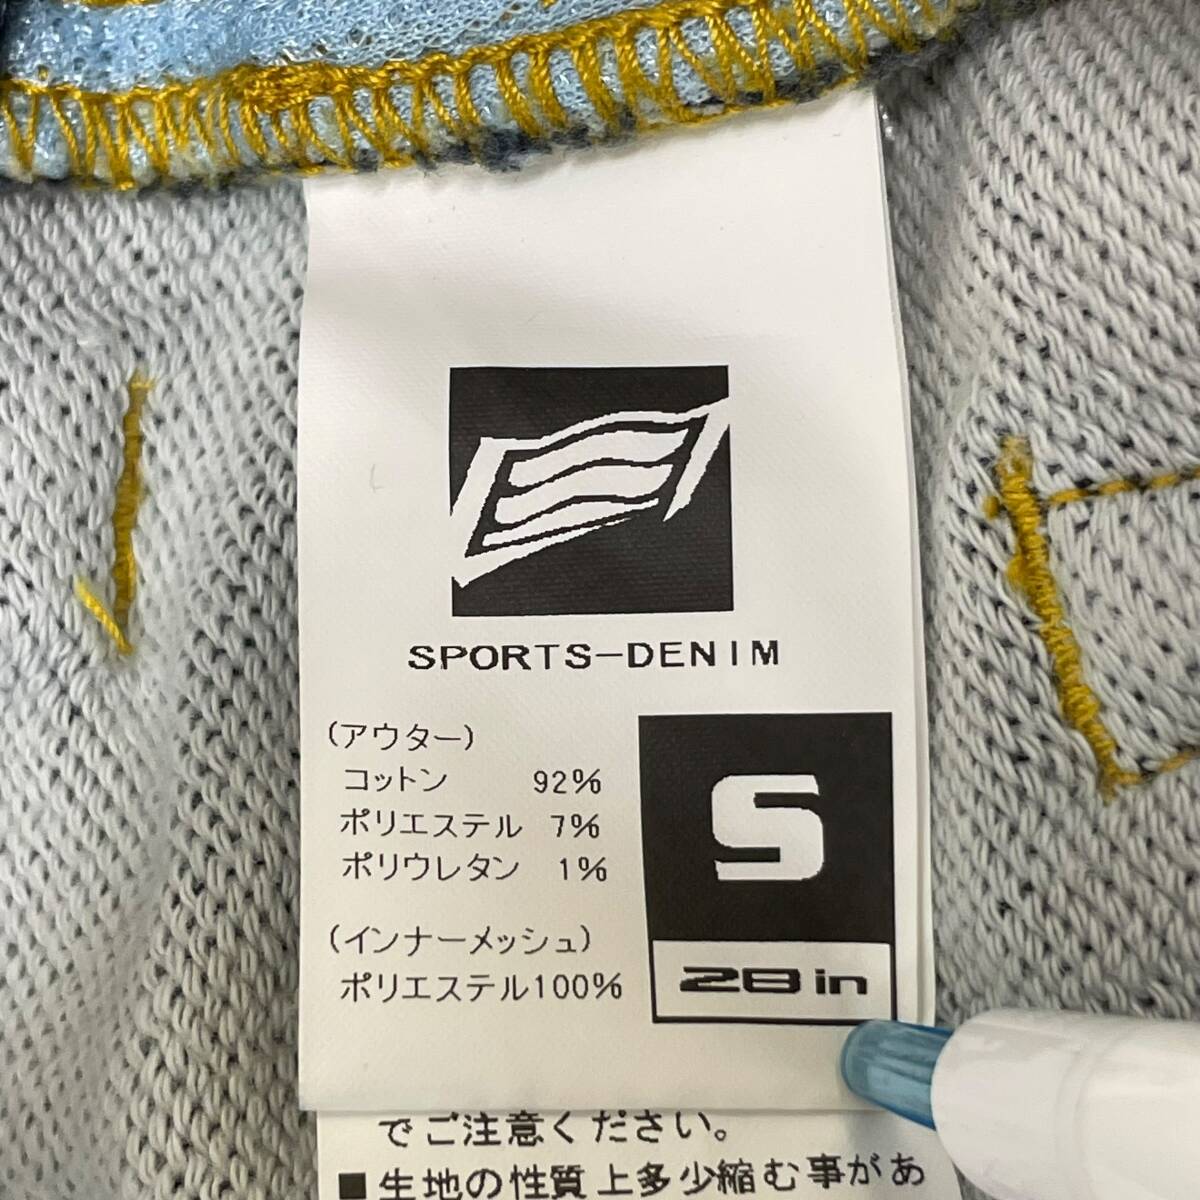 SPORTS-DENIM
(アウター)
コットン 92%
ポリエステル 7%
ポリウレタン 1%
(インナーメッシュ)
ポリエステル100%
S
28in
でご注意ください。
■生地の性質上多少縮む事があ